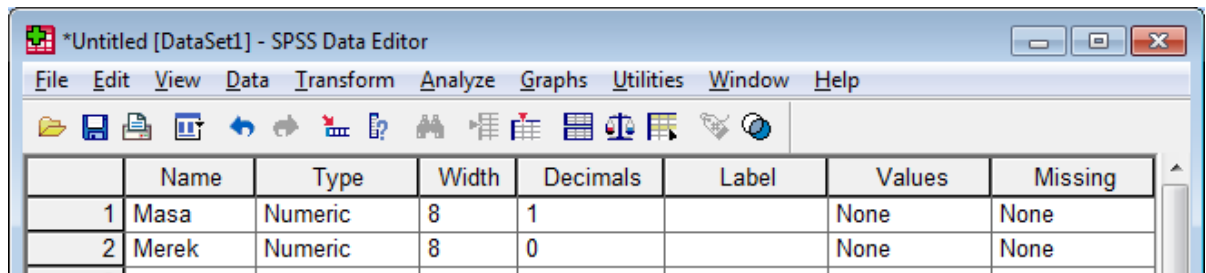 *Untitled [DataSet1] - SPSS Data Editor
File Edit View Data Transform Analyze Graphs Utilities Window Help
Name Type Width Decimals Label Values Missing
1 Masa Numeric 8 1 None None
2 Merek Numeric 8 0 None None